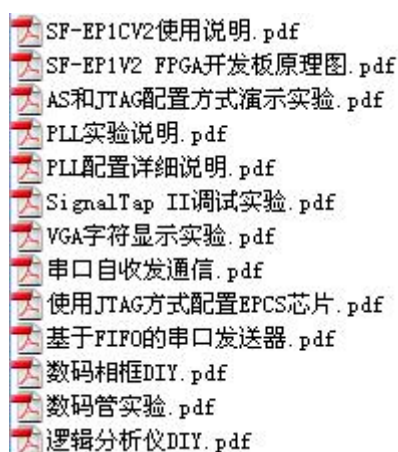 SF-EP1CV2使用说明.pdf
SF-EP1V2 FPGA开发板原理图.pdf
AS和JTAG配置方式演示实验.pdf
PLL实验说明.pdf
PLL配置详细说明.pdf
SignalTap II调试实验.pdf
VGA字符显示实验.pdf
串口自收发通信.pdf
使用JTAG方式配置EPCS芯片.pdf
基于FIFO的串口发送器.pdf
数码相框DIY.pdf
数码管实验.pdf
逻辑分析仪DIY.pdf